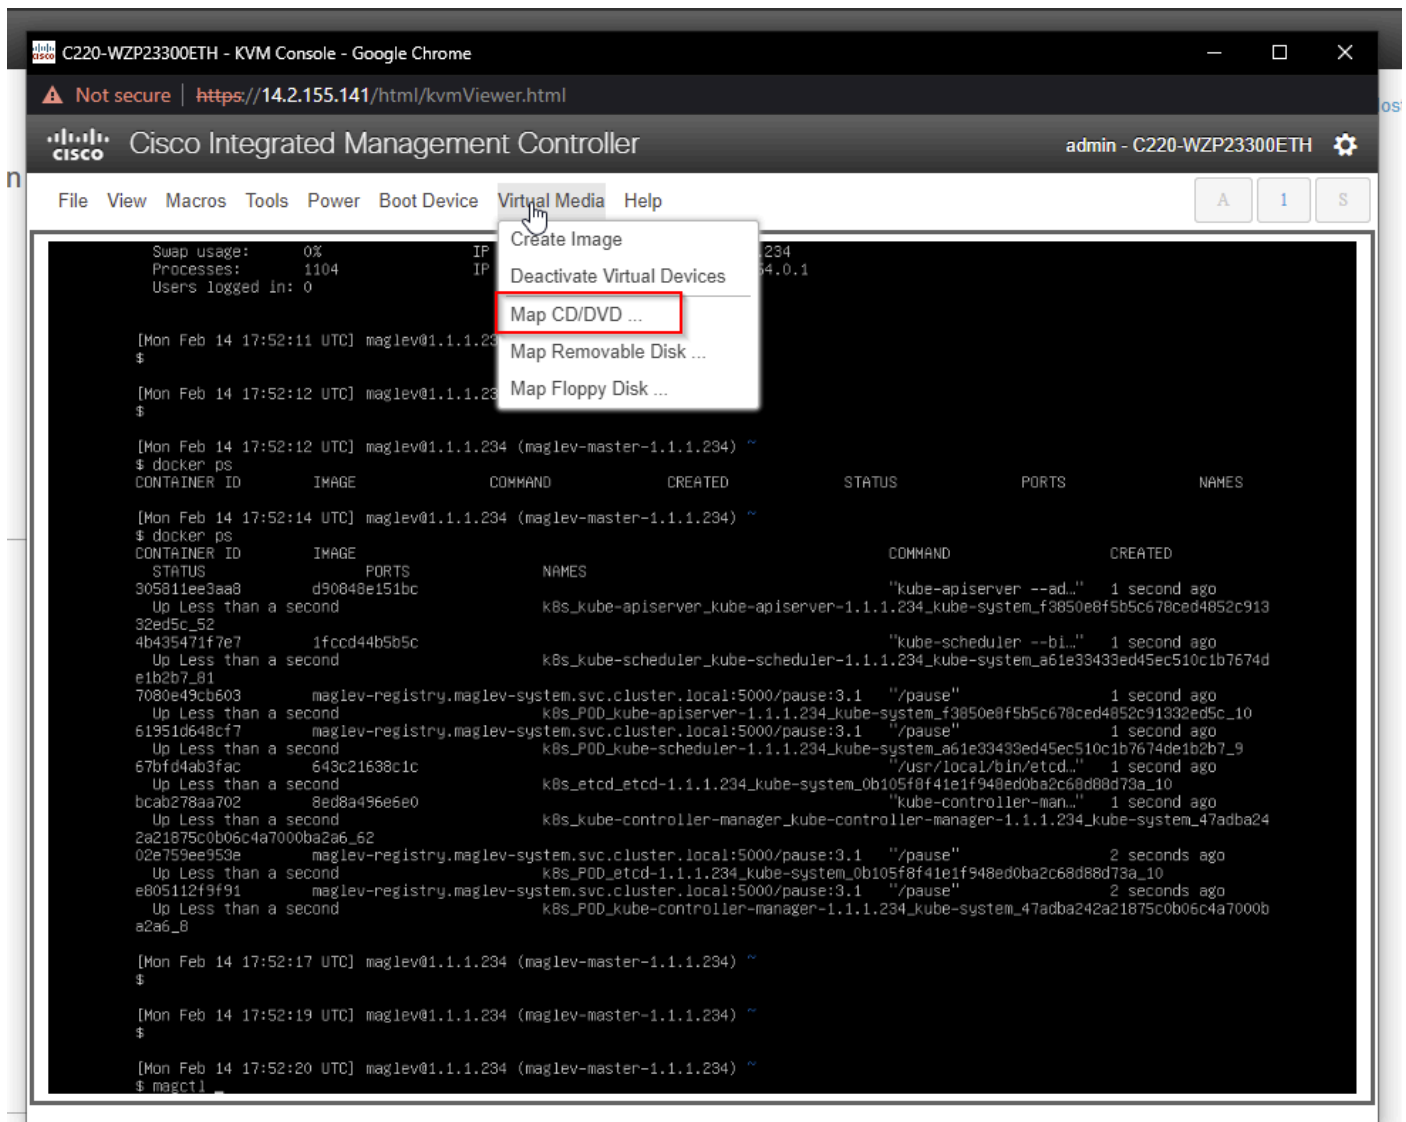 C220-WZP23300ETH - KVM Console - Google Chrome
Not secure | https://14.2.155.141/html/kvmViewer.html
cisco Cisco Integrated Management Controller admin - C220-WZP23300ETH
File View Macros Tools Power Boot Device Virtual Media Help A 1 S
Create Image
Deactivate Virtual Devices
Map CD/DVD ...
Map Removable Disk ...
Map Floppy Disk ...
Swap usage: 0% IP .234
Processes: 1104 IP 54.0.1
Users logged in: 0
[Mon Feb 14 17:52:11 UTC] maglev@1.1.1.23
$
[Mon Feb 14 17:52:12 UTC] maglev@1.1.1.23
$
[Mon Feb 14 17:52:12 UTC] maglev@1.1.1.234 (maglev-master-1.1.1.234) ~
$ docker ps
CONTAINER ID IMAGE COMMAND CREATED STATUS PORTS NAMES
[Mon Feb 14 17:52:14 UTC] maglev@1.1.1.234 (maglev-master-1.1.1.234) ~
$ docker ps
CONTAINER ID IMAGE COMMAND CREATED
STATUS PORTS NAMES
305811ee3aa8 d90848e151bc "kube-apiserver --ad…" 1 second ago
Up Less than a second k8s_kube-apiserver_kube-apiserver-1.1.1.234_kube-system_f3850e8f5b5c678ced4852c913
32ed5c_52
4b435471f7e7 1fccd44b5b5c "kube-scheduler --bi…" 1 second ago
Up Less than a second k8s_kube-scheduler_kube-scheduler-1.1.1.234_kube-system_a61e33433ed45ec510c1b7674d
e1b2b7_81
7080e49cb603 maglev-registry.maglev-system.svc.cluster.local:5000/pause:3.1 "/pause" 1 second ago
Up Less than a second k8s_POD_kube-apiserver-1.1.1.234_kube-system_f3850e8f5b5c678ced4852c91332ed5c_10
61951d648cf7 maglev-registry.maglev-system.svc.cluster.local:5000/pause:3.1 "/pause" 1 second ago
Up Less than a second k8s_POD_kube-scheduler-1.1.1.234_kube-system_a61e33433ed45ec510c1b7674de1b2b7_9
67bfd4ab3fac 643c21638c1c "/usr/local/bin/etcd…" 1 second ago
Up Less than a second k8s_etcd_etcd-1.1.1.234_kube-system_0b105f8f41e1f948ed0ba2c68d88d73a_10
bcab278aa702 8ed8a496e6e0 "kube-controller-man…" 1 second ago
Up Less than a second k8s_kube-controller-manager_kube-controller-manager-1.1.1.234_kube-system_47adba24
2a21875c0b06c4a7000ba2a6_62
02e759ee953e maglev-registry.maglev-system.svc.cluster.local:5000/pause:3.1 "/pause" 2 seconds ago
Up Less than a second k8s_POD_etcd-1.1.1.234_kube-system_0b105f8f41e1f948ed0ba2c68d88d73a_10
e805112f9f91 maglev-registry.maglev-system.svc.cluster.local:5000/pause:3.1 "/pause" 2 seconds ago
Up Less than a second k8s_POD_kube-controller-manager-1.1.1.234_kube-system_47adba242a21875c0b06c4a7000b
a2a6_8
[Mon Feb 14 17:52:17 UTC] maglev@1.1.1.234 (maglev-master-1.1.1.234) ~
$
[Mon Feb 14 17:52:19 UTC] maglev@1.1.1.234 (maglev-master-1.1.1.234) ~
$
[Mon Feb 14 17:52:20 UTC] maglev@1.1.1.234 (maglev-master-1.1.1.234) ~
$ magctl _